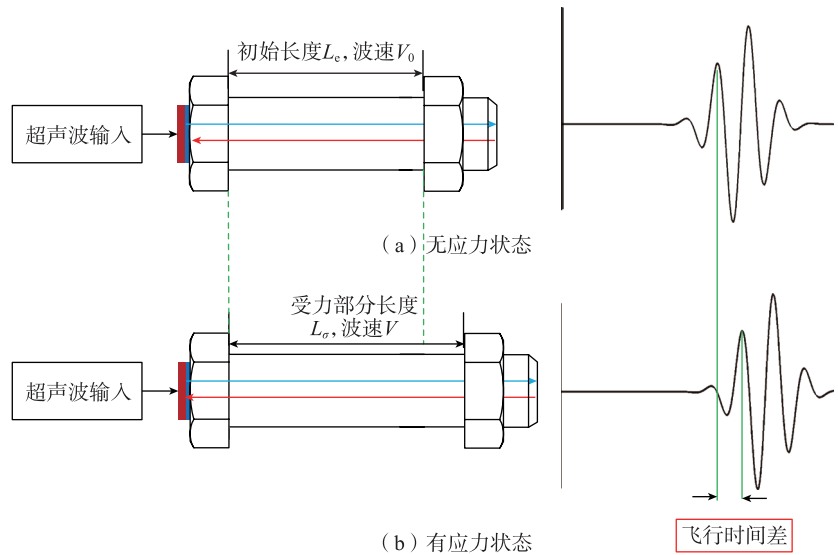 初始长度Lₑ, 波速V₀
超声波输入
（a）无应力状态
受力部分长度
L_σ, 波速V
超声波输入
飞行时间差
（b）有应力状态